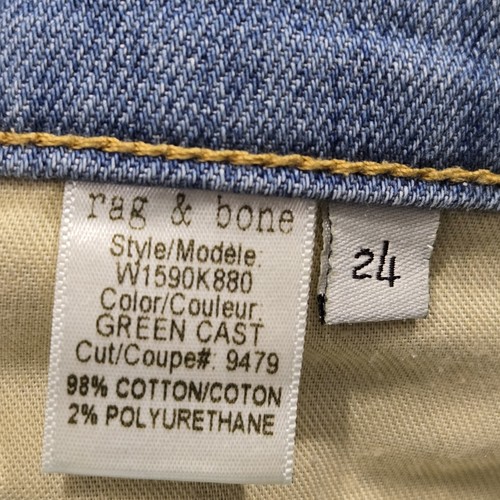 rag & bone
Style/Modèle:
W1590K880
Color/Couleur:
GREEN CAST
Cut/Coupe#: 9479
98% COTTON/COTON
2% POLYURETHANE
24